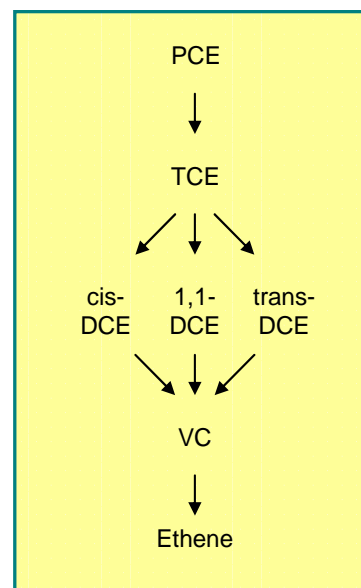 PCE
TCE
cis-
DCE
1,1-
DCE
trans-
DCE
VC
Ethene